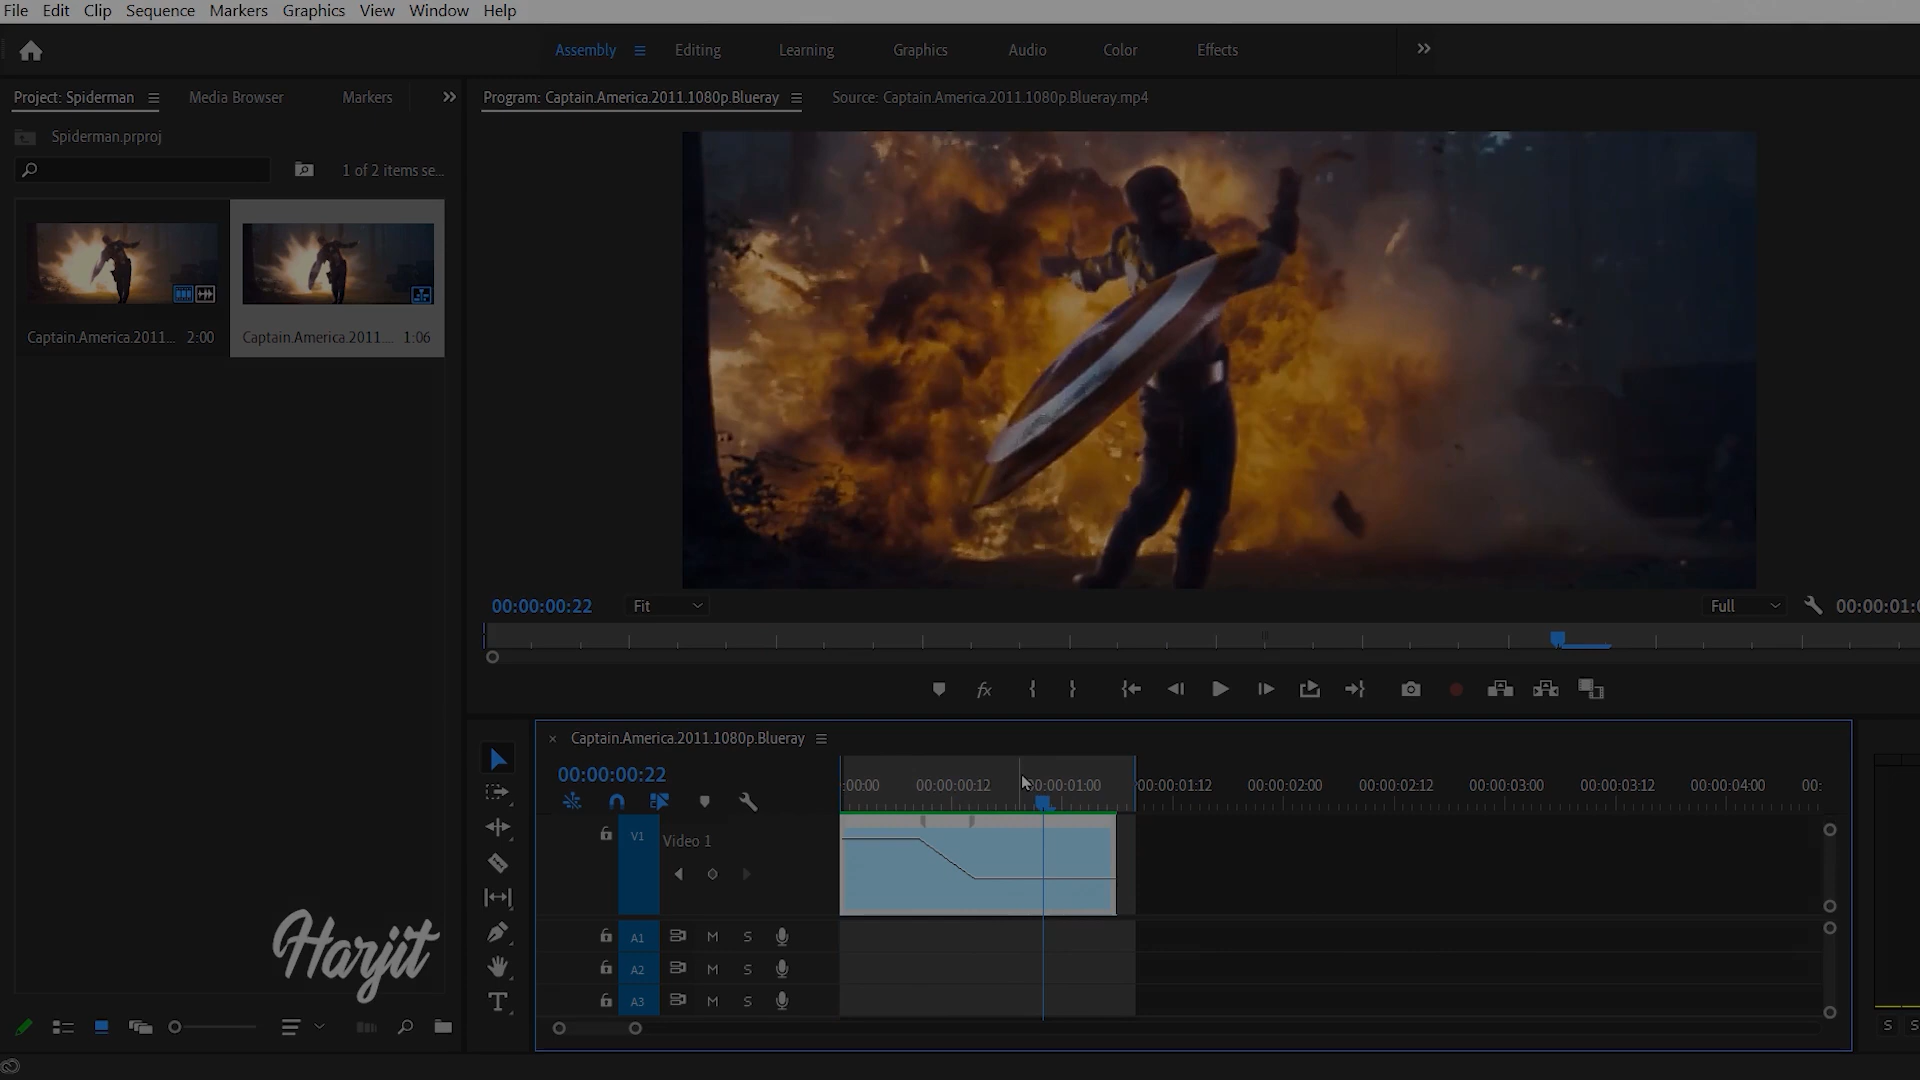 File Edit Clip Sequence Markers Graphics View Window Help
Assembly Editing Learning Graphics Audio Color Effects
Project: Spiderman Media Browser Markers
Program: Captain.America.2011.1080p.Blueray Source: Captain.America.2011.1080p.Blueray.mp4
Spiderman.prproj
1 of 2 items se...
Captain.America.2011... 2:00 Captain.America.2011.... 1:06
00:00:00:22 Fit Full 00:00:01:0
Captain.America.2011.1080p.Blueray
00:00:00:22
:00:00 00:00:00:12 00:00:01:00 00:00:01:12 00:00:02:00 00:00:02:12 00:00:03:00 00:00:03:12 00:00:04:00 00:
V1 Video 1
A1 M S
A2 M S
A3 M S
Harjit
S S